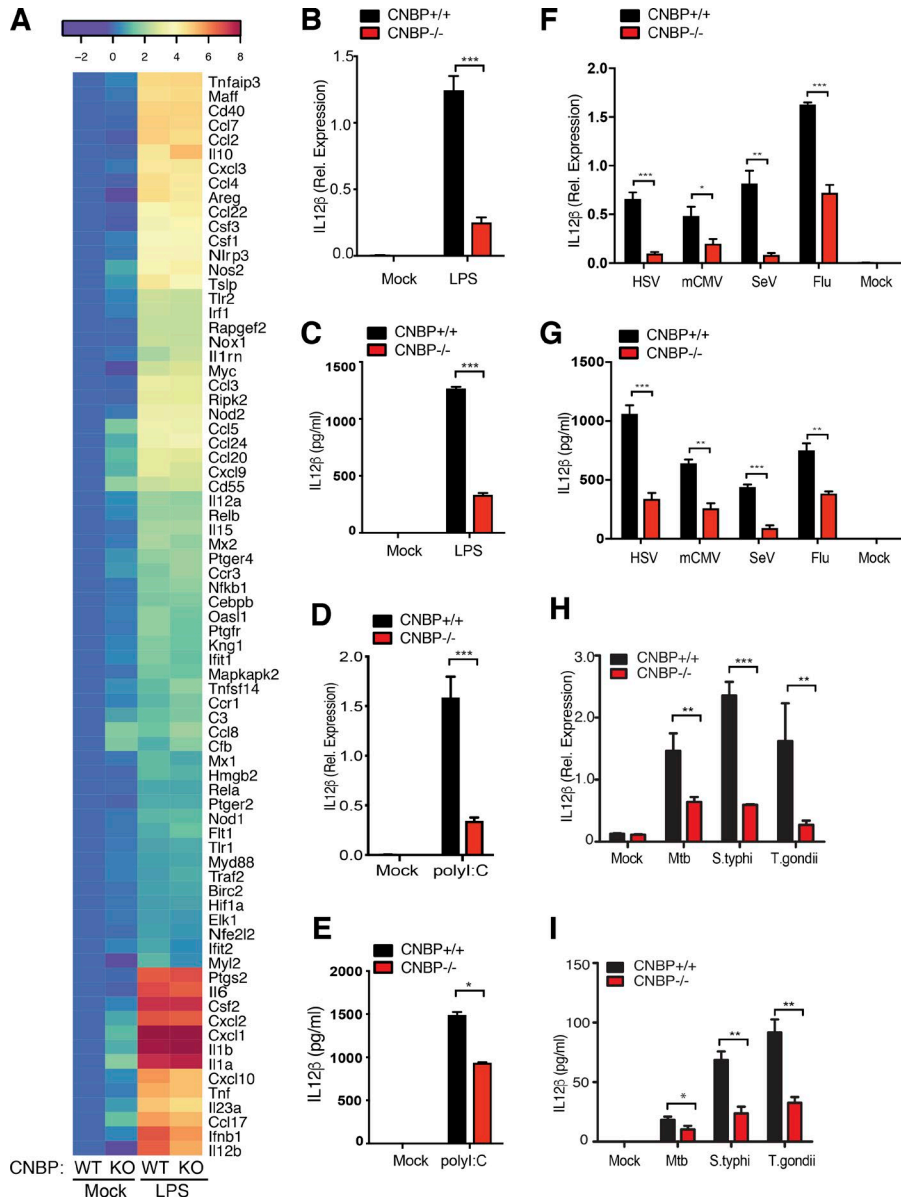 A
-2 0 2 4 6 8
Tnfaip3
Maff
Cd40
Ccl7
Ccl2
Il10
Cxcl3
Ccl4
Areg
Ccl22
Csf3
Csf1
Nlrp3
Nos2
Tslp
Tlr2
Irf1
Rapgef2
Nox1
Il1rn
Myc
Ccl3
Ripk2
Nod2
Ccl5
Ccl24
Ccl20
Cxcl9
Cd55
Il12a
Relb
Il15
Mx2
Ptger4
Ccr3
Nfkb1
Cebpb
Oasl1
Ptgfr
Kng1
Ifit1
Mapkapk2
Tnfsf14
Ccr1
C3
Ccl8
Cfb
Mx1
Hmgb2
Rela
Ptger2
Nod1
Flt1
Tlr1
Myd88
Traf2
Birc2
Hif1a
Elk1
Nfe2l2
Ifit2
Myl2
Ptgs2
Il6
Csf2
Cxcl2
Cxcl1
Il1b
Il1a
Cxcl10
Tnf
Il23a
Ccl17
Ifnb1
Il12b
CNBP: WT KO WT KO
Mock LPS
B
CNBP+/+
CNBP-/-
IL12β (Rel. Expression)
1.5
1.0
0.5
0.0
***
Mock LPS
C
CNBP+/+
CNBP-/-
IL12β (pg/ml)
1500
1000
500
0
***
Mock LPS
D
CNBP+/+
CNBP-/-
IL12β (Rel. Expression)
2.0
1.5
1.0
0.5
0.0
***
Mock polyI:C
E
CNBP+/+
CNBP-/-
IL12β (pg/ml)
2000
1500
1000
500
0
*
Mock polyI:C
F
CNBP+/+
CNBP-/-
IL12β (Rel. Expression)
2.0
1.5
1.0
0.5
0.0
*** * ** ***
HSV mCMV SeV Flu Mock
G
CNBP+/+
CNBP-/-
IL12β (pg/ml)
1500
1000
500
0
*** ** *** **
HSV mCMV SeV Flu Mock
H
CNBP+/+
CNBP-/-
IL12β (Rel. Expression)
3.0
2.0
1.0
0.0
** *** **
Mock Mtb S.typhi T.gondii
I
CNBP+/+
CNBP-/-
IL12β (pg/ml)
150
100
50
0
* ** **
Mock Mtb S.typhi T.gondii